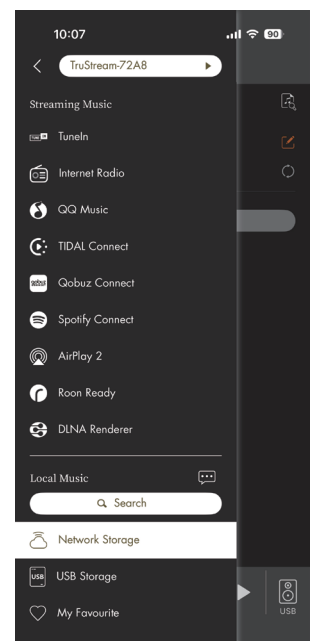 10:07
90
TruStream-72A8
Streaming Music
TuneIn
Internet Radio
QQ Music
TIDAL Connect
Qobuz Connect
Spotify Connect
AirPlay 2
Roon Ready
DLNA Renderer
Local Music
Search
Network Storage
USB
USB Storage
My Favourite
USB